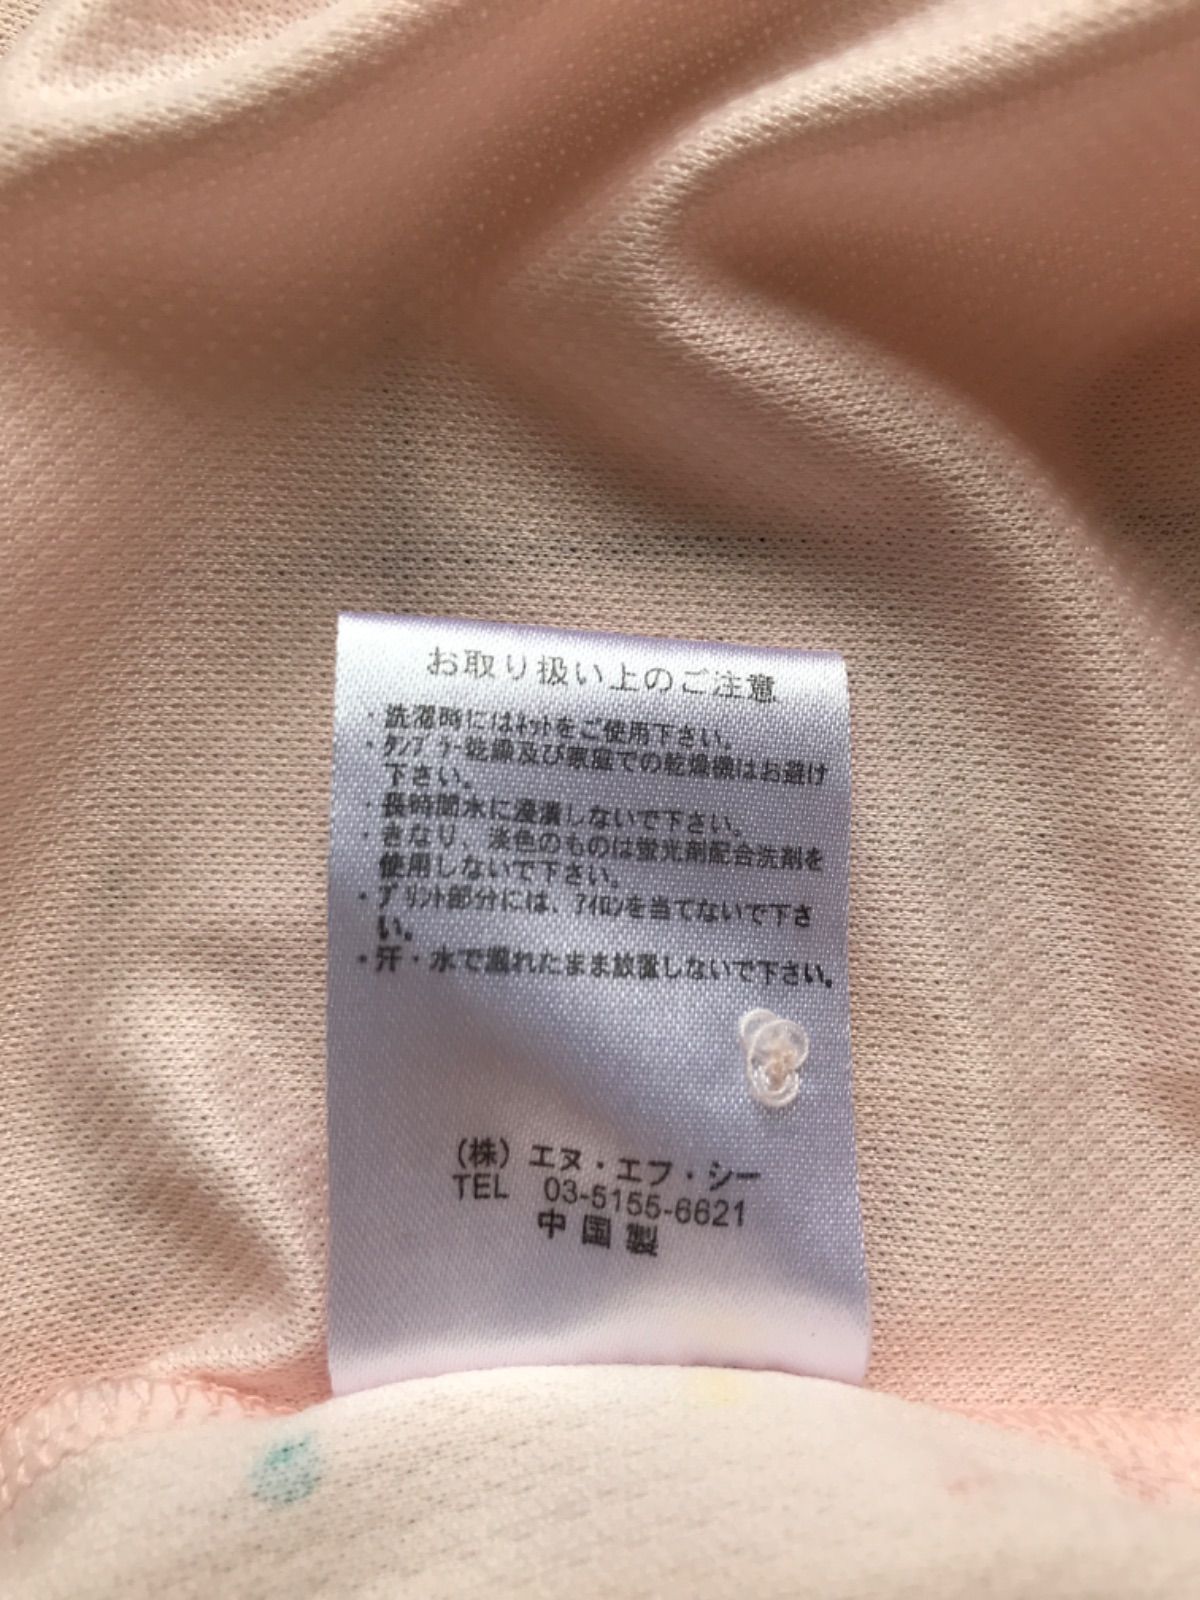 お取り扱い上のご注意
・洗濯時にはﾈｯﾄをご使用下さい。
・ﾀﾝﾌﾞﾗｰ乾燥及び家庭での乾燥機はお避け
下さい。
・長時間水に浸漬しないで下さい。
・きなり、淡色のものは蛍光剤配合洗剤を
使用しないで下さい。
・ﾌﾟﾘﾝﾄ部分には、ｱｲﾛﾝを当てないで下さ
い。
・汗・水で濡れたまま放置しないで下さい。
(株) エヌ・エフ・シー
TEL 03-5155-6621
中国製